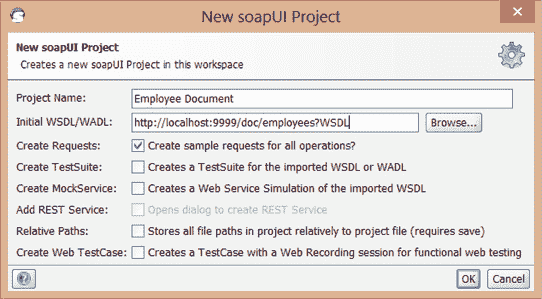 New soapUI Project
New soapUI Project
Creates a new soapUI Project in this workspace
Project Name: Employee Document
Initial WSDL/WADL: http://localhost:9999/doc/employees?WSDL Browse...
Create Requests: Create sample requests for all operations?
Create TestSuite: Creates a TestSuite for the imported WSDL or WADL
Create MockService: Creates a Web Service Simulation of the imported WSDL
Add REST Service: Opens dialog to create REST Service
Relative Paths: Stores all file paths in project relatively to project file (requires save)
Create Web TestCase: Creates a TestCase with a Web Recording session for functional web testing
OK Cancel